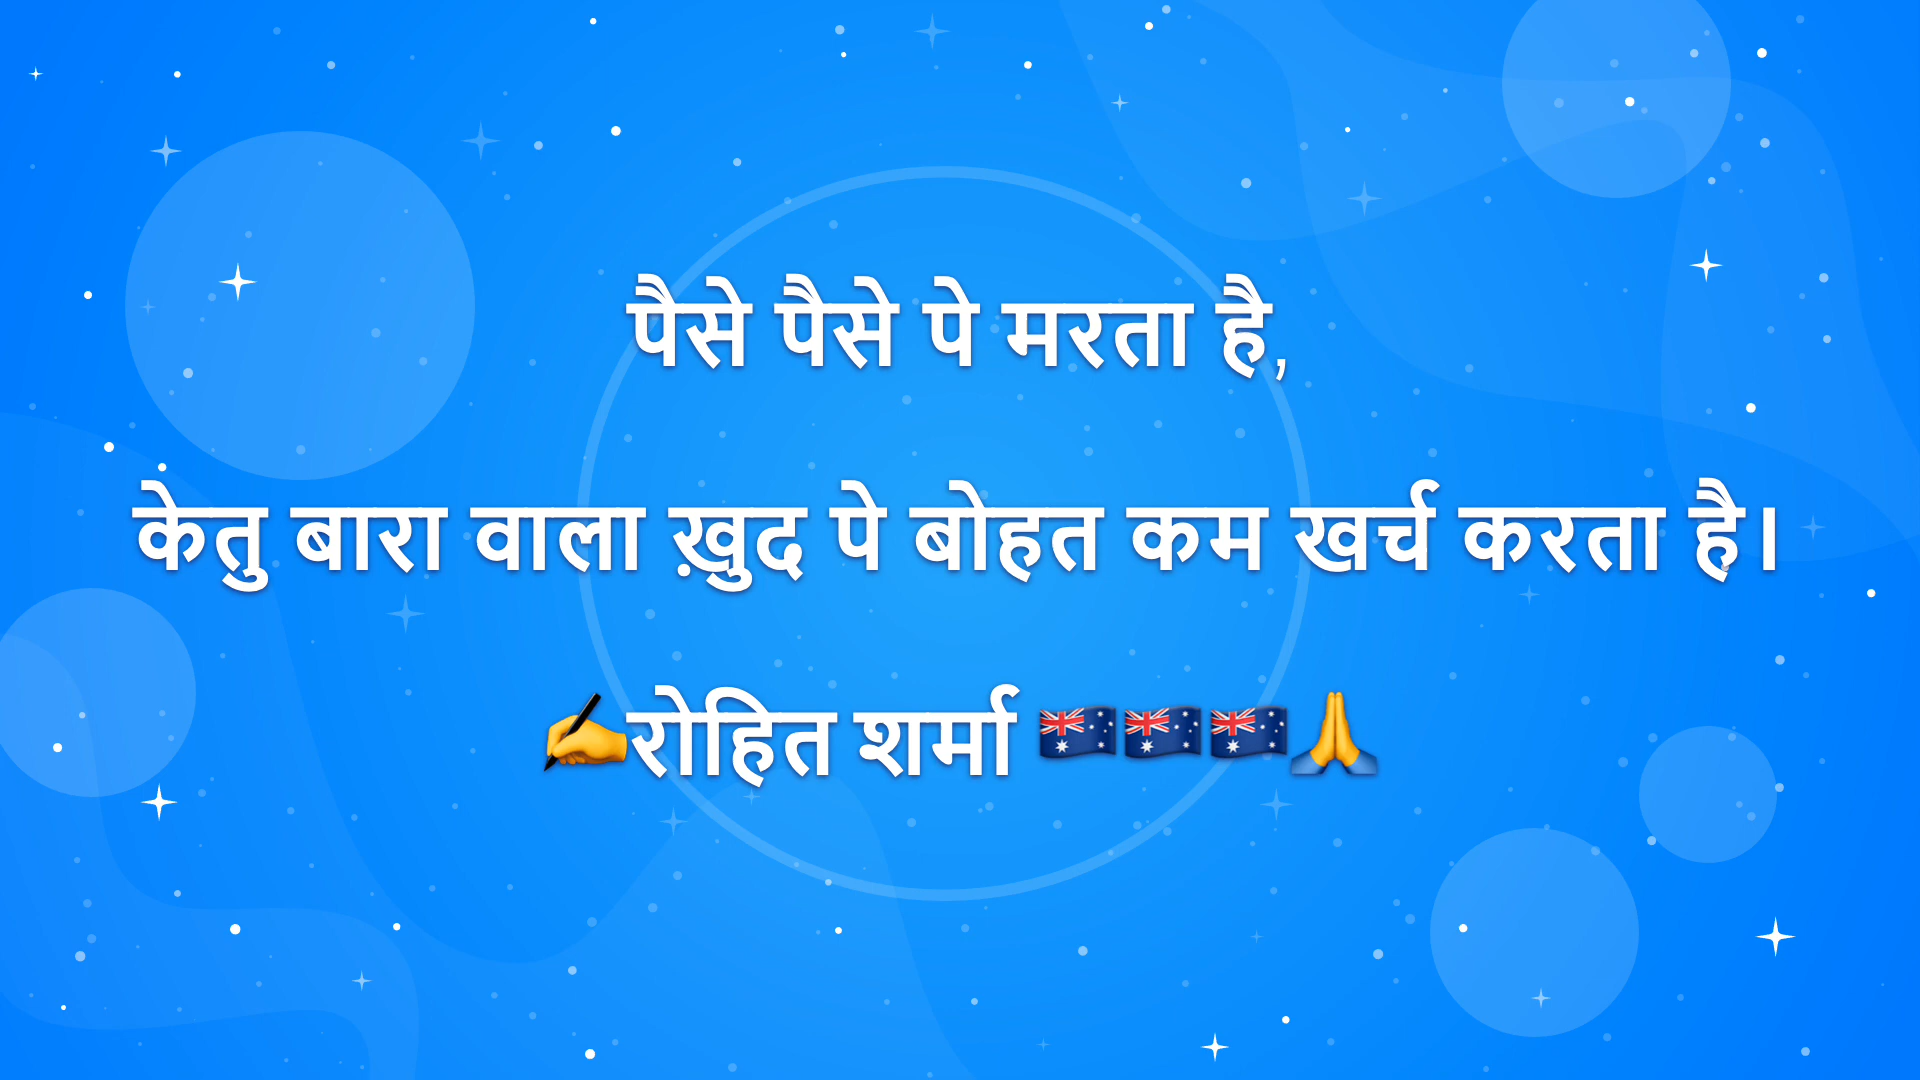 पैसे पैसे पे मरता है,
केतु बारा वाला ख़ुद पे बोहत कम खर्च करता है।
✍️रोहित शर्मा 🇦🇺🇦🇺🇦🇺🙏